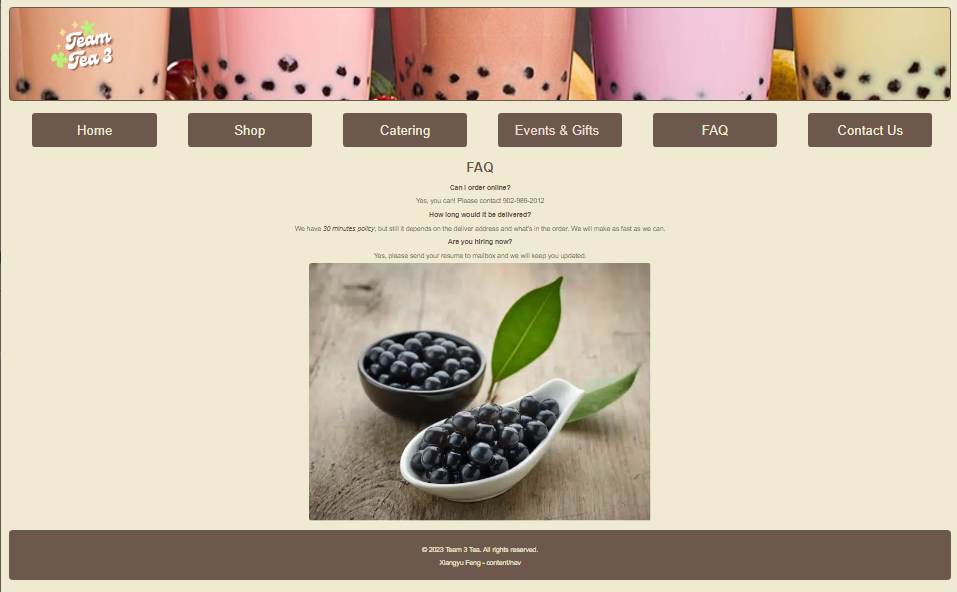 Team
Tea 3
Home
Shop
Catering
Events & Gifts
FAQ
Contact Us
FAQ
Can I order online?
Yes, you can! Please contact 902-989-2012
How long would it be delivered?
We have 30 minutes policy, but still it depends on the deliver address and what's in the order. We will make as fast as we can.
Are you hiring now?
Yes, please send your resume to mailbox and we will keep you updated.
© 2023 Team 3 Tea. All rights reserved.
Xiangyu Feng - content/nav